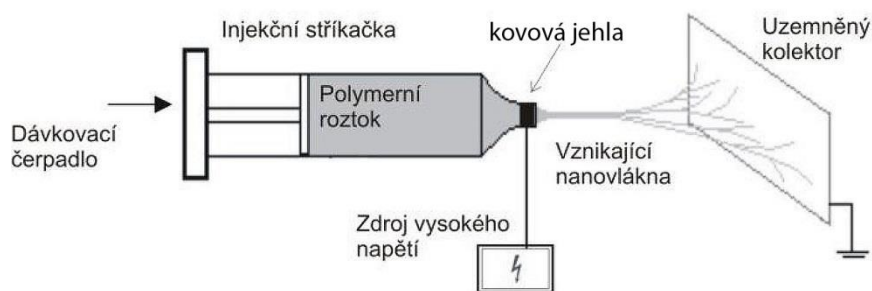 Injekční stříkačka
kovová jehla
Uzemněný
kolektor
Polymerní
roztok
Dávkovací
čerpadlo
Vznikající
nanovlákna
Zdroj vysokého
napětí